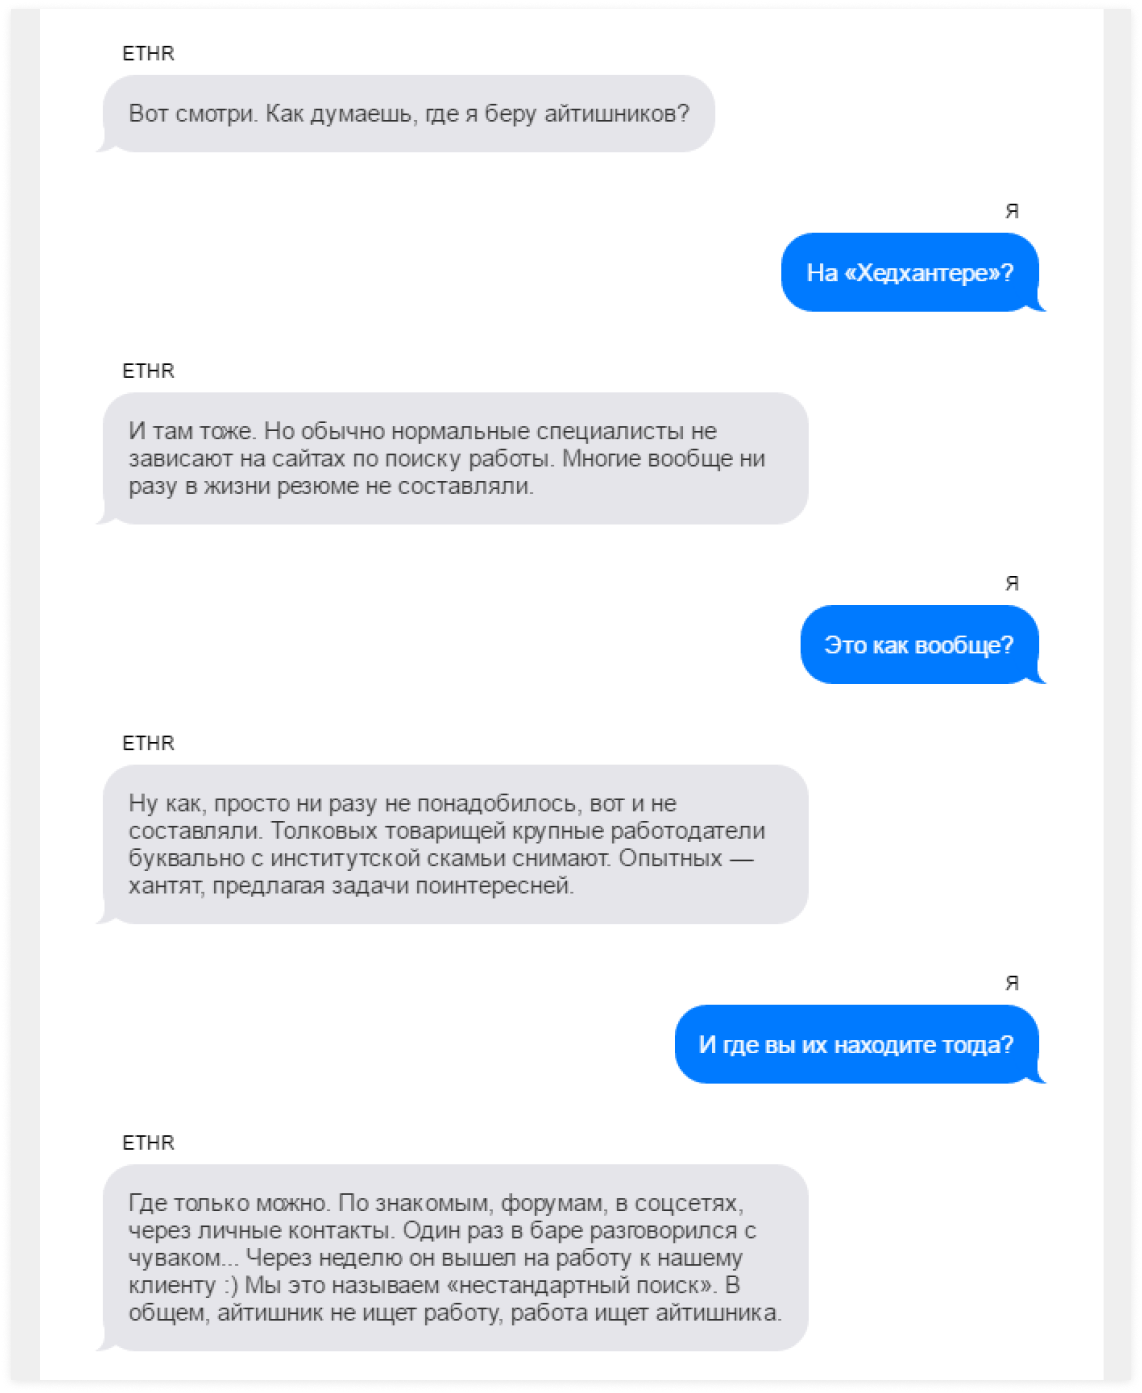 ETHR
Вот смотри. Как думаешь, где я беру айтишников?
Я
На «Хедхантере»?
ETHR
И там тоже. Но обычно нормальные специалисты не
зависают на сайтах по поиску работы. Многие вообще ни
разу в жизни резюме не составляли.
Я
Это как вообще?
ETHR
Ну как, просто ни разу не понадобилось, вот и не
составляли. Толковых товарищей крупные работодатели
буквально с институтской скамьи снимают. Опытных —
хантят, предлагая задачи поинтересней.
Я
И где вы их находите тогда?
ETHR
Где только можно. По знакомым, форумам, в соцсетях,
через личные контакты. Один раз в баре разговорился с
чуваком... Через неделю он вышел на работу к нашему
клиенту :) Мы это называем «нестандартный поиск». В
общем, айтишник не ищет работу, работа ищет айтишника.